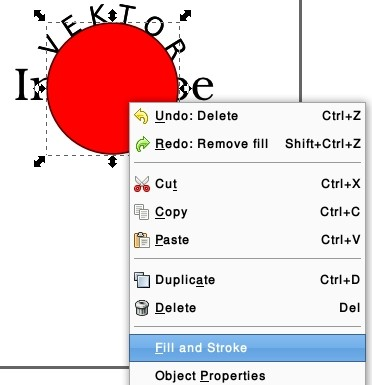 VEKTOR
Undo: Delete Ctrl+Z
Redo: Remove fill Shift+Ctrl+Z
Cut Ctrl+X
Copy Ctrl+C
Paste Ctrl+V
Duplicate Ctrl+D
Delete Del
Fill and Stroke
Object Properties